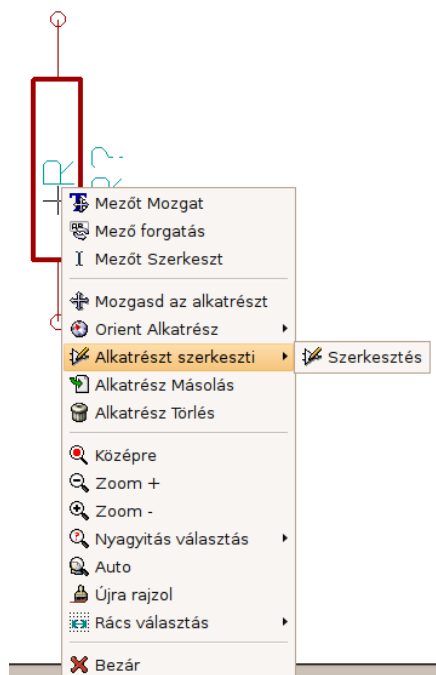 R
R?
Mezőt Mozgat
Mező forgatás
Mezőt Szerkeszt
Mozgasd az alkatrészt
Orient Alkatrész
Alkatrészt szerkeszti
Szerkesztés
Alkatrész Másolás
Alkatrész Törlés
Középre
Zoom +
Zoom -
Nyagyitás választás
Auto
Újra rajzol
Rács választás
Bezár